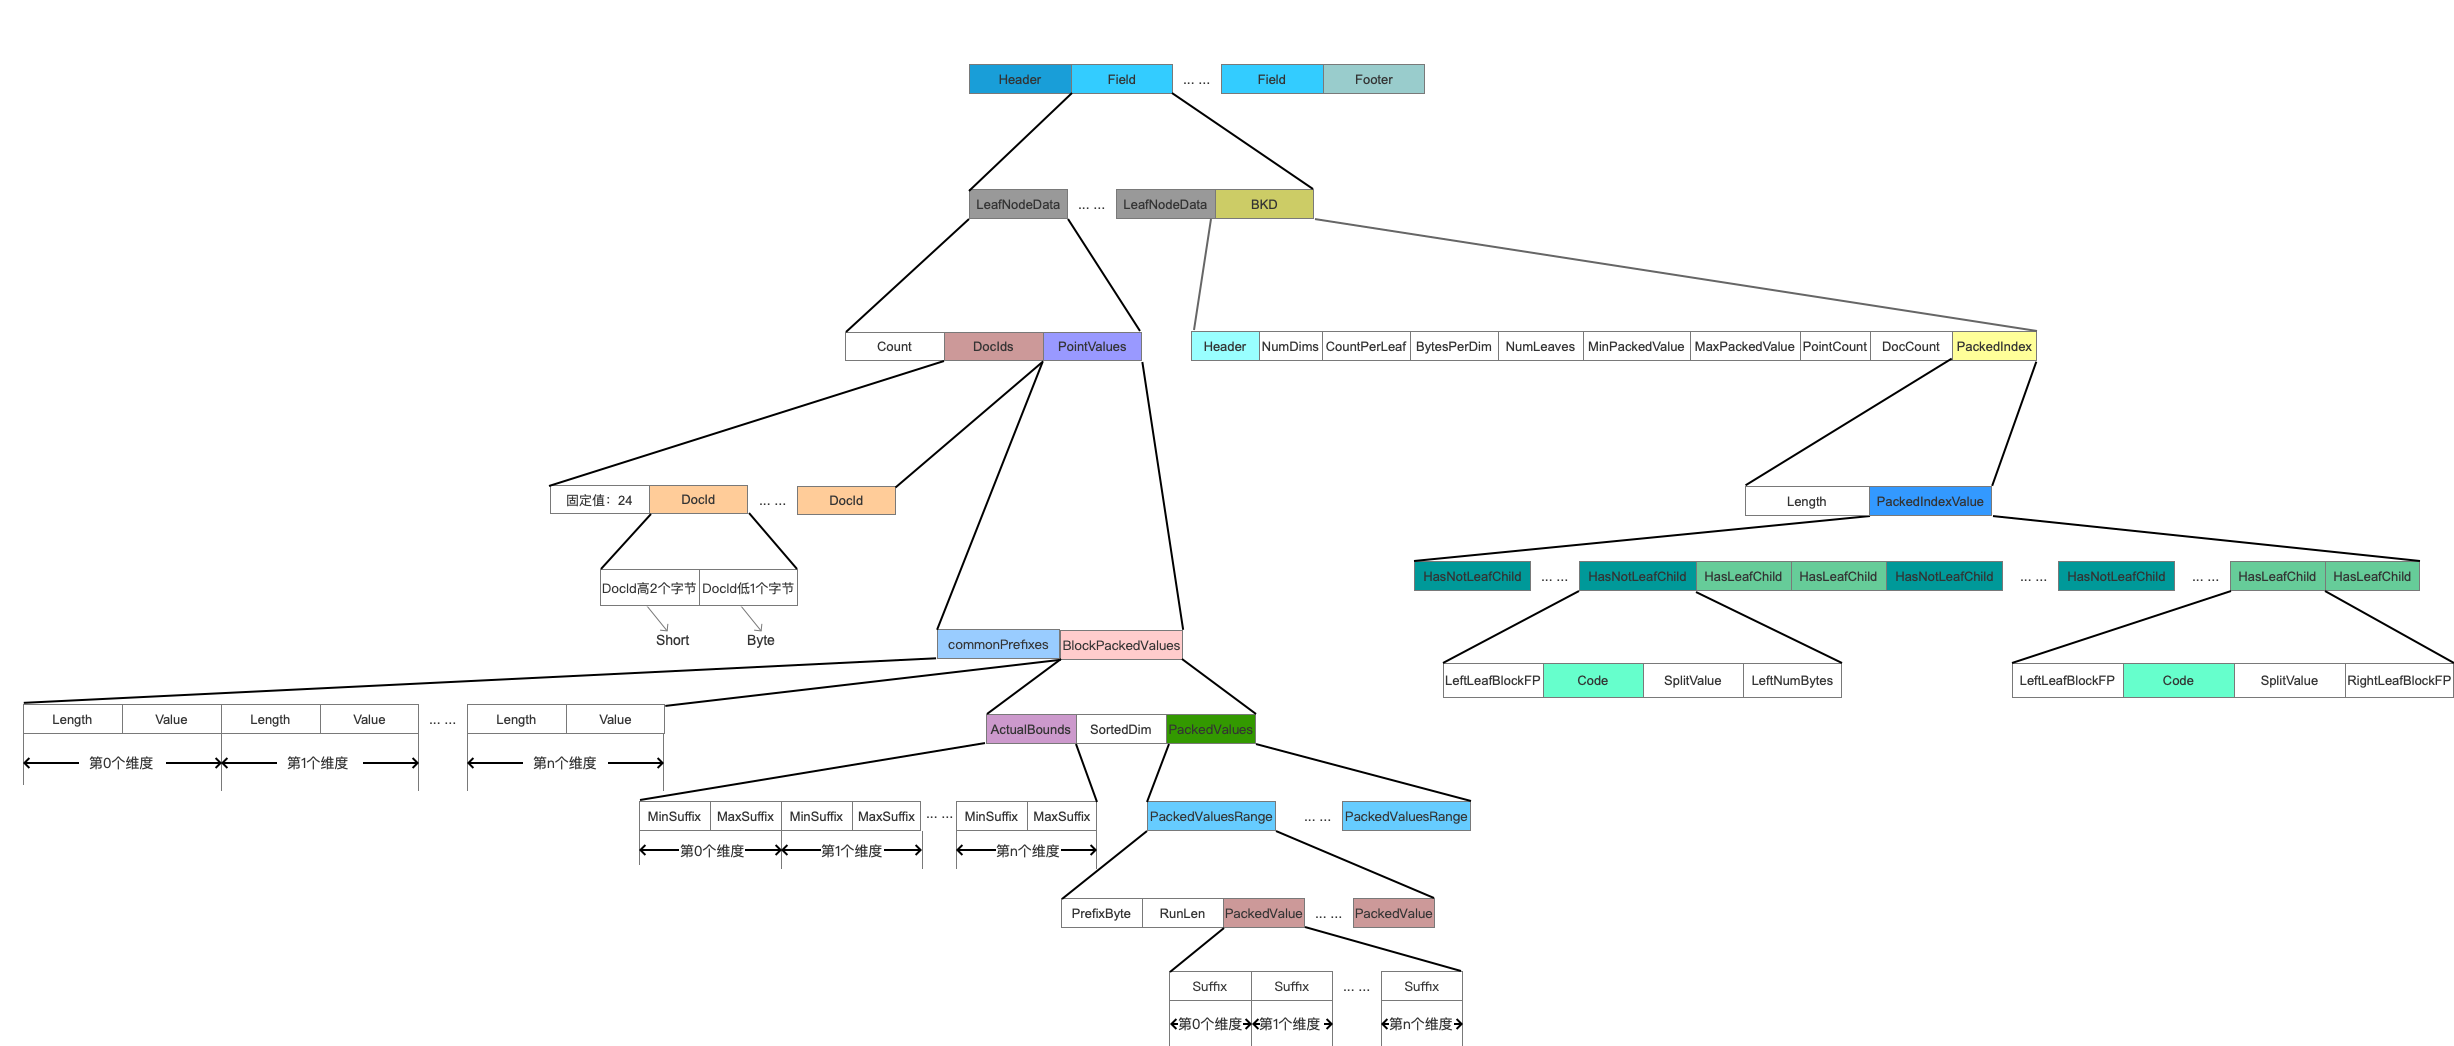 Header Field ... ... Field Footer
LeafNodeData ... ... LeafNodeData BKD
Count DocIds PointValues
Header NumDims CountPerLeaf BytesPerDim NumLeaves MinPackedValue MaxPackedValue PointCount DocCount PackedIndex
固定值：24 DocId ... ... DocId
Length PackedIndexValue
DocId高2个字节 DocId低1个字节
Short Byte
HasNotLeafChild ... ... HasNotLeafChild HasLeafChild HasLeafChild HasNotLeafChild ... ... HasNotLeafChild ... ... HasLeafChild HasLeafChild
commonPrefixes BlockPackedValues
LeftLeafBlockFP Code SplitValue LeftNumBytes
LeftLeafBlockFP Code SplitValue RightLeafBlockFP
Length Value Length Value ... ... Length Value
第0个维度 第1个维度 第n个维度
ActualBounds SortedDim PackedValues
MinSuffix MaxSuffix MinSuffix MaxSuffix ... ... MinSuffix MaxSuffix
第0个维度 第1个维度 第n个维度
PackedValuesRange ... ... PackedValuesRange
PrefixByte RunLen PackedValue ... ... PackedValue
Suffix Suffix ... ... Suffix
第0个维度 第1个维度 第n个维度